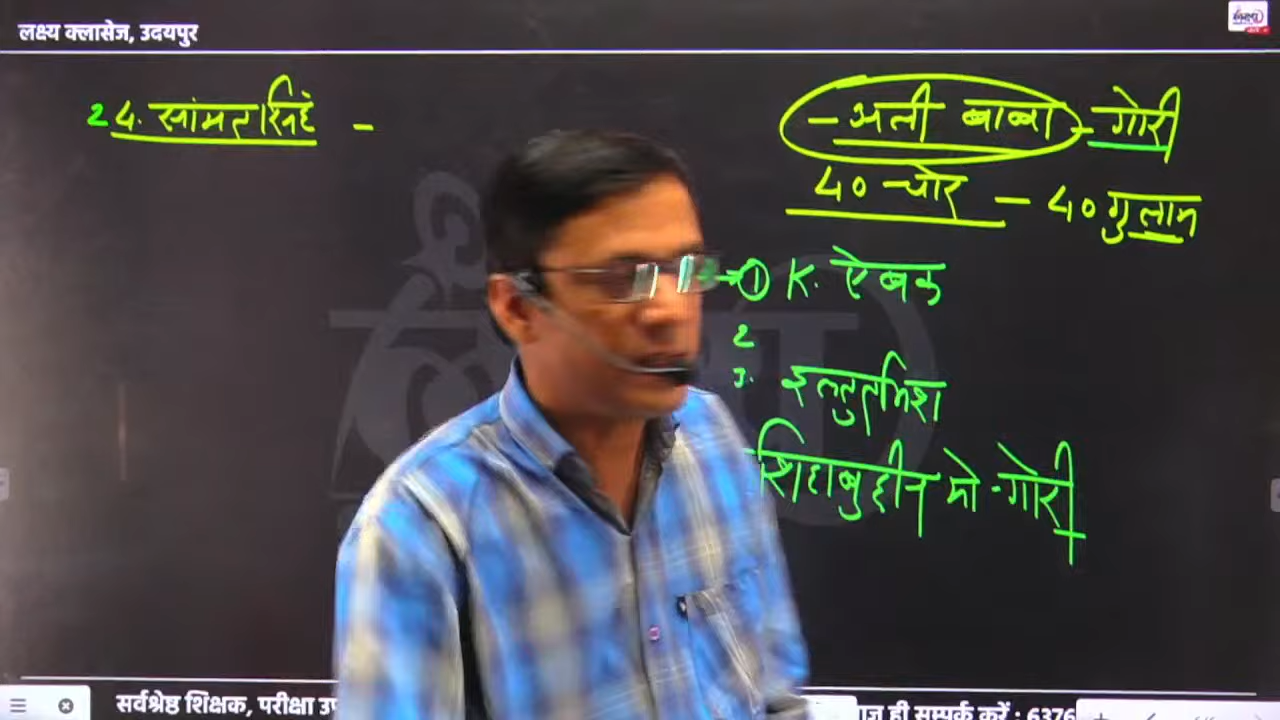 लक्ष्य क्लासेज, उदयपुर
24. सांमतसिहं -
- अली बाबा - गोरी
40 चोर - 40 गुलाम
→ ① K. ऐबक
2
3. इल्तुतमिश
शिहाबुद्दीन मो - गोरी
सर्वश्रेष्ठ शिक्षक, परीक्षा
ही सम्पर्क करें : 6376